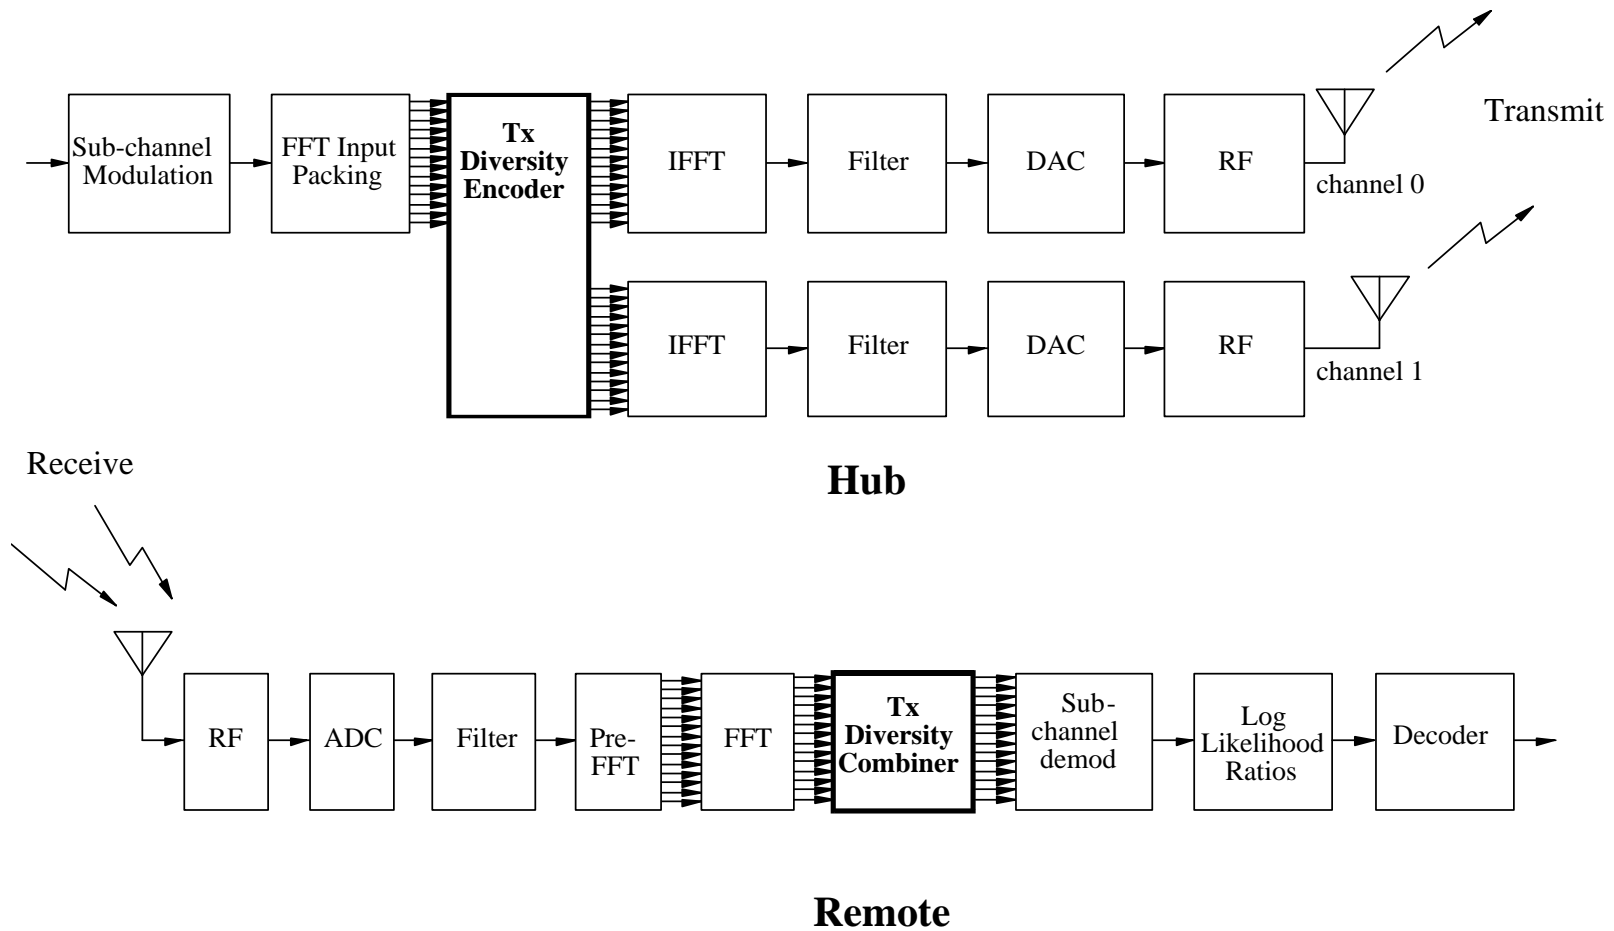 Transmit
Sub-channel
Modulation
FFT Input
Packing
Tx
Diversity
Encoder
IFFT
Filter
DAC
RF
channel 0
IFFT
Filter
DAC
RF
channel 1
Hub
Receive
RF
ADC
Filter
Pre-
FFT
FFT
Tx
Diversity
Combiner
Sub-
channel
demod
Log
Likelihood
Ratios
Decoder
Remote